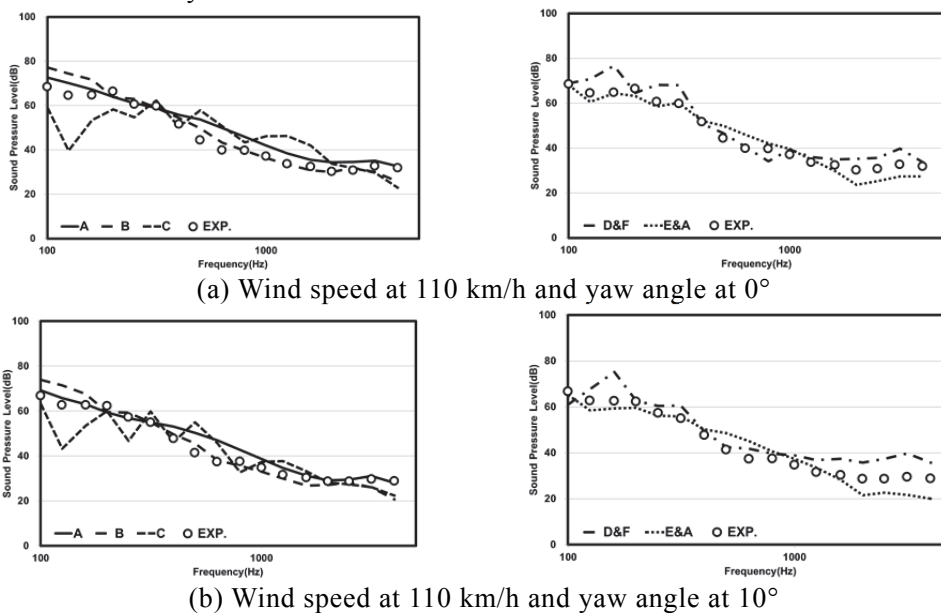 100
80
60
40
20
0
Sound Pressure Level(dB)
A B C EXP.
100 1000
Frequency(Hz)
100
80
60
40
20
0
Sound Pressure Level(dB)
D&F E&A EXP.
100 1000
Frequency(Hz)
(a) Wind speed at 110 km/h and yaw angle at 0°
100
80
60
40
20
0
Sound Pressure Level(dB)
A B C EXP.
100 1000
Frequency(Hz)
100
80
60
40
20
0
Sound Pressure Level(dB)
D&F E&A EXP.
100 1000
Frequency(Hz)
(b) Wind speed at 110 km/h and yaw angle at 10°